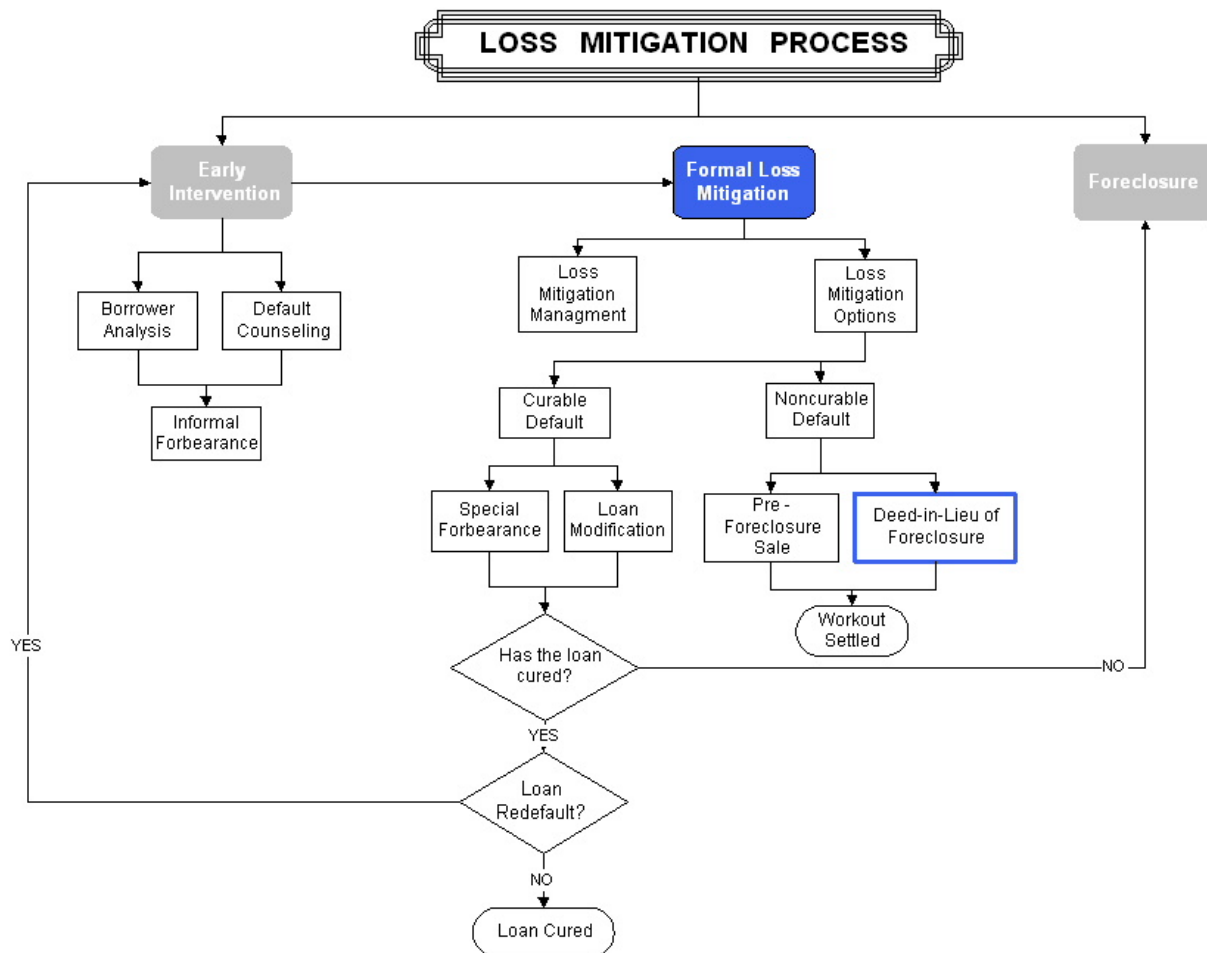 LOSS MITIGATION PROCESS
Early
Intervention
Formal Loss
Mitigation
Foreclosure
Borrower
Analysis
Default
Counseling
Informal
Forbearance
Loss
Mitigation
Managment
Loss
Mitigation
Options
Curable
Default
Noncurable
Default
Special
Forbearance
Loan
Modification
Pre -
Foreclosure
Sale
Deed-in-Lieu of
Foreclosure
Workout
Settled
Has the loan
cured?
NO
YES
YES
Loan
Redefault?
NO
Loan Cured